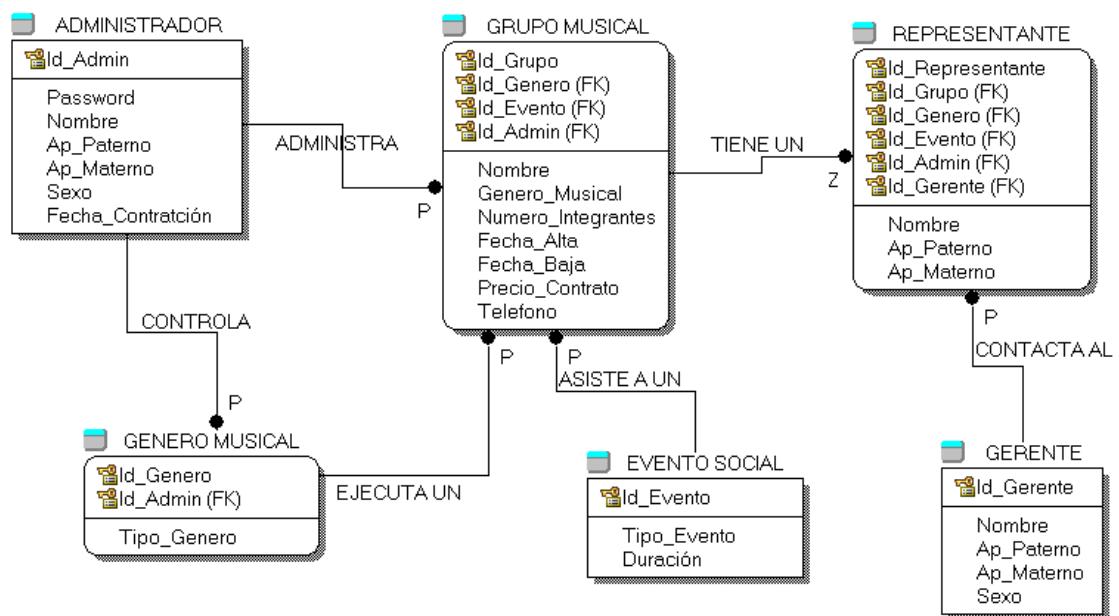 ADMINISTRADOR
Id_Admin
Password
Nombre
Ap_Paterno
Ap_Materno
Sexo
Fecha_Contratción
ADMINISTRA
P
GRUPO MUSICAL
Id_Grupo
Id_Genero (FK)
Id_Evento (FK)
Id_Admin (FK)
Nombre
Genero_Musical
Numero_Integrantes
Fecha_Alta
Fecha_Baja
Precio_Contrato
Telefono
TIENE UN
Z
REPRESENTANTE
Id_Representante
Id_Grupo (FK)
Id_Genero (FK)
Id_Evento (FK)
Id_Admin (FK)
Id_Gerente (FK)
Nombre
Ap_Paterno
Ap_Materno
CONTROLA
P
P
P
ASISTE A UN
P
CONTACTA AL
GENERO MUSICAL
Id_Genero
Id_Admin (FK)
Tipo_Genero
EJECUTA UN
EVENTO SOCIAL
Id_Evento
Tipo_Evento
Duración
GERENTE
Id_Gerente
Nombre
Ap_Paterno
Ap_Materno
Sexo